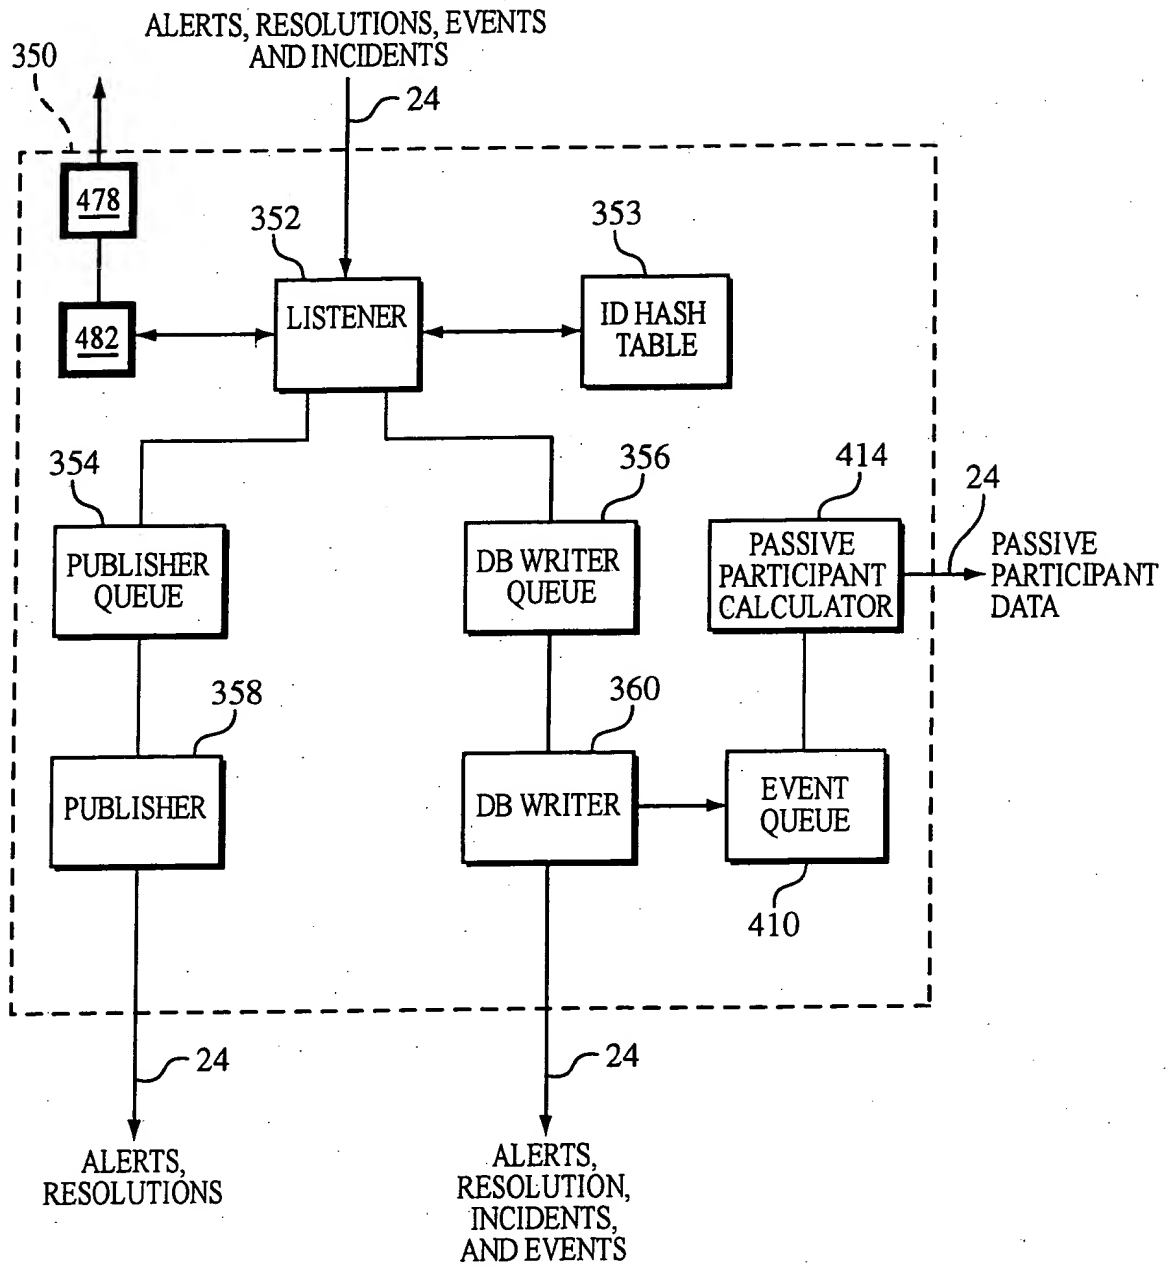 ALERTS, RESOLUTIONS, EVENTS
AND INCIDENTS
350
24
478
352
353
482
LISTENER
ID HASH
TABLE
354
356
414
24
PUBLISHER
QUEUE
DB WRITER
QUEUE
PASSIVE
PARTICIPANT
CALCULATOR
PASSIVE
PARTICIPANT
DATA
358
360
PUBLISHER
DB WRITER
EVENT
QUEUE
410
24
24
ALERTS,
RESOLUTIONS
ALERTS,
RESOLUTION,
INCIDENTS,
AND EVENTS